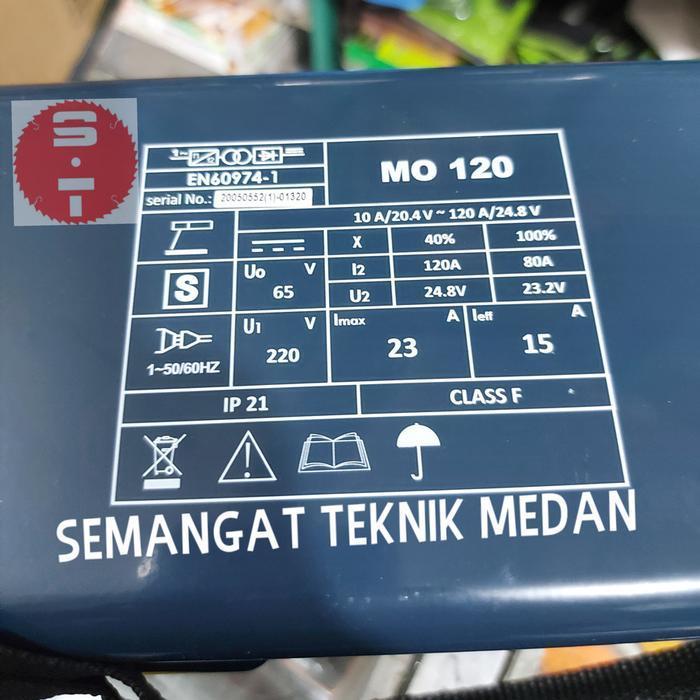 S
T
EN60974-1
MO 120
serial No.: 20050552(1)-01320
10 A/20.4 V ~ 120 A/24.8 V
X 40% 100%
S
U0 V
65
I2 120A 80A
U2 24.8V 23.2V
1~50/60HZ
U1 V
220
Imax A
23
Ieff A
15
IP 21
CLASS F
SEMANGAT TEKNIK MEDAN